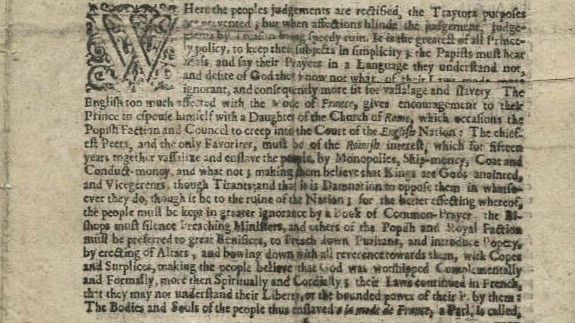 WHere the peoples judgements are rectified, the Traytors purposes
are prevented; but when affections blinde the judgement, judge-
ments by Treason bring speedy ruin. It is the greatest of all Prince-
ly policy, to keep their subjects in simplicity; the Papists must hear
and say their Prayers in a Language they understand not,
and desire of God they know not what, of their Laws made most
ignorant, and consequently more fit for vassalage and slavery The
English too much affected with the Mode of France, gives encouragement to their
Prince to espouse himself with a Daughter of the Church of Rome, which occasions the
Popish Faction and Council to creep into the Court of the English Nation: The chief-
est Peers, and the only Favorites, must be of the Romish interest, which for fifteen
years together vassalize and enslave the people, by Monopolies, Ship-money, Coat and
Conduct-money, and what not; making them believe that Kings are Gods anointed,
and Vicegerents, though Tirants; and that it is Damnation to oppose them in whatso-
ever they do, though it be to the ruine of the Nation; for the better effecting whereof,
the people must be kept in greater ignorance by a Book of Common-Prayer, the Bi-
shops must silence Preaching Ministers, and others of the Popish and Royal Faction
must be preferred to great Benifices, to Preach down Puritans, and introduce Popery,
by erecting of Altars, and bowing down with all reverence towards them, with Copes
and Surplices, making the people believe that God was worshipped Complementally
and Formally, more then Spiritually and Cordially; their Laws continued in French,
that they may not understand their Liberty, or the bounded power of their P. by them:
The Bodies and Souls of the people thus enslaved a la mode de France, a Parl. is called,